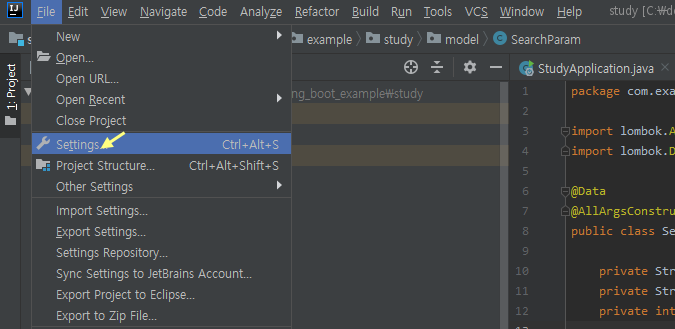 IJ File Edit View Navigate Code Analyze Refactor Build Run Tools VCS Window Help study [C:₩d
s example study model SearchParam
1: Project
New
Open...
Open URL...
Open Recent
Close Project
Settings Ctrl+Alt+S
Project Structure... Ctrl+Alt+Shift+S
Other Settings
Import Settings...
Export Settings...
Settings Repository...
Sync Settings to JetBrains Account...
Export Project to Eclipse...
Export to Zip File...
ng_boot_example₩study
StudyApplication.java
1 package com.exa
2
3 import lombok.A
4 import lombok.D
5
6 @Data
7 @AllArgsConstru
8 public class Se
9
10 private Str
11 private Str
12 private int